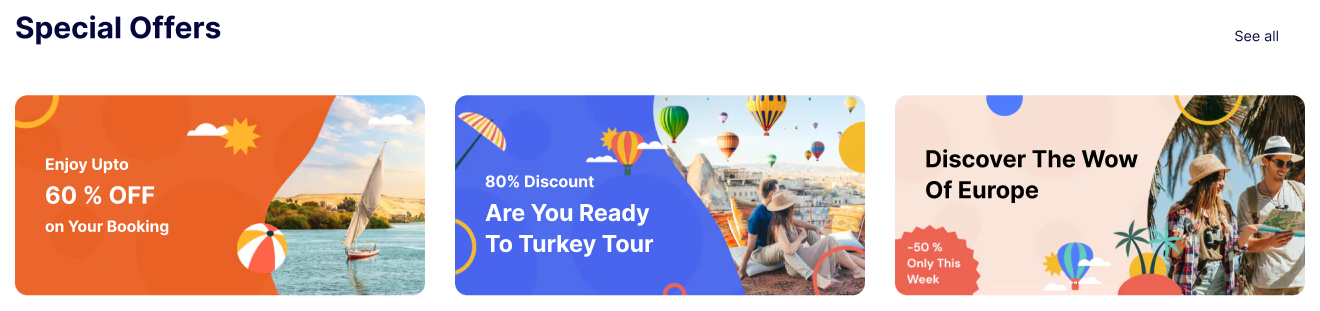 Special Offers
See all
Enjoy Upto
60 % OFF
on Your Booking
80% Discount
Are You Ready
To Turkey Tour
Discover The Wow
Of Europe
-50 %
Only This
Week